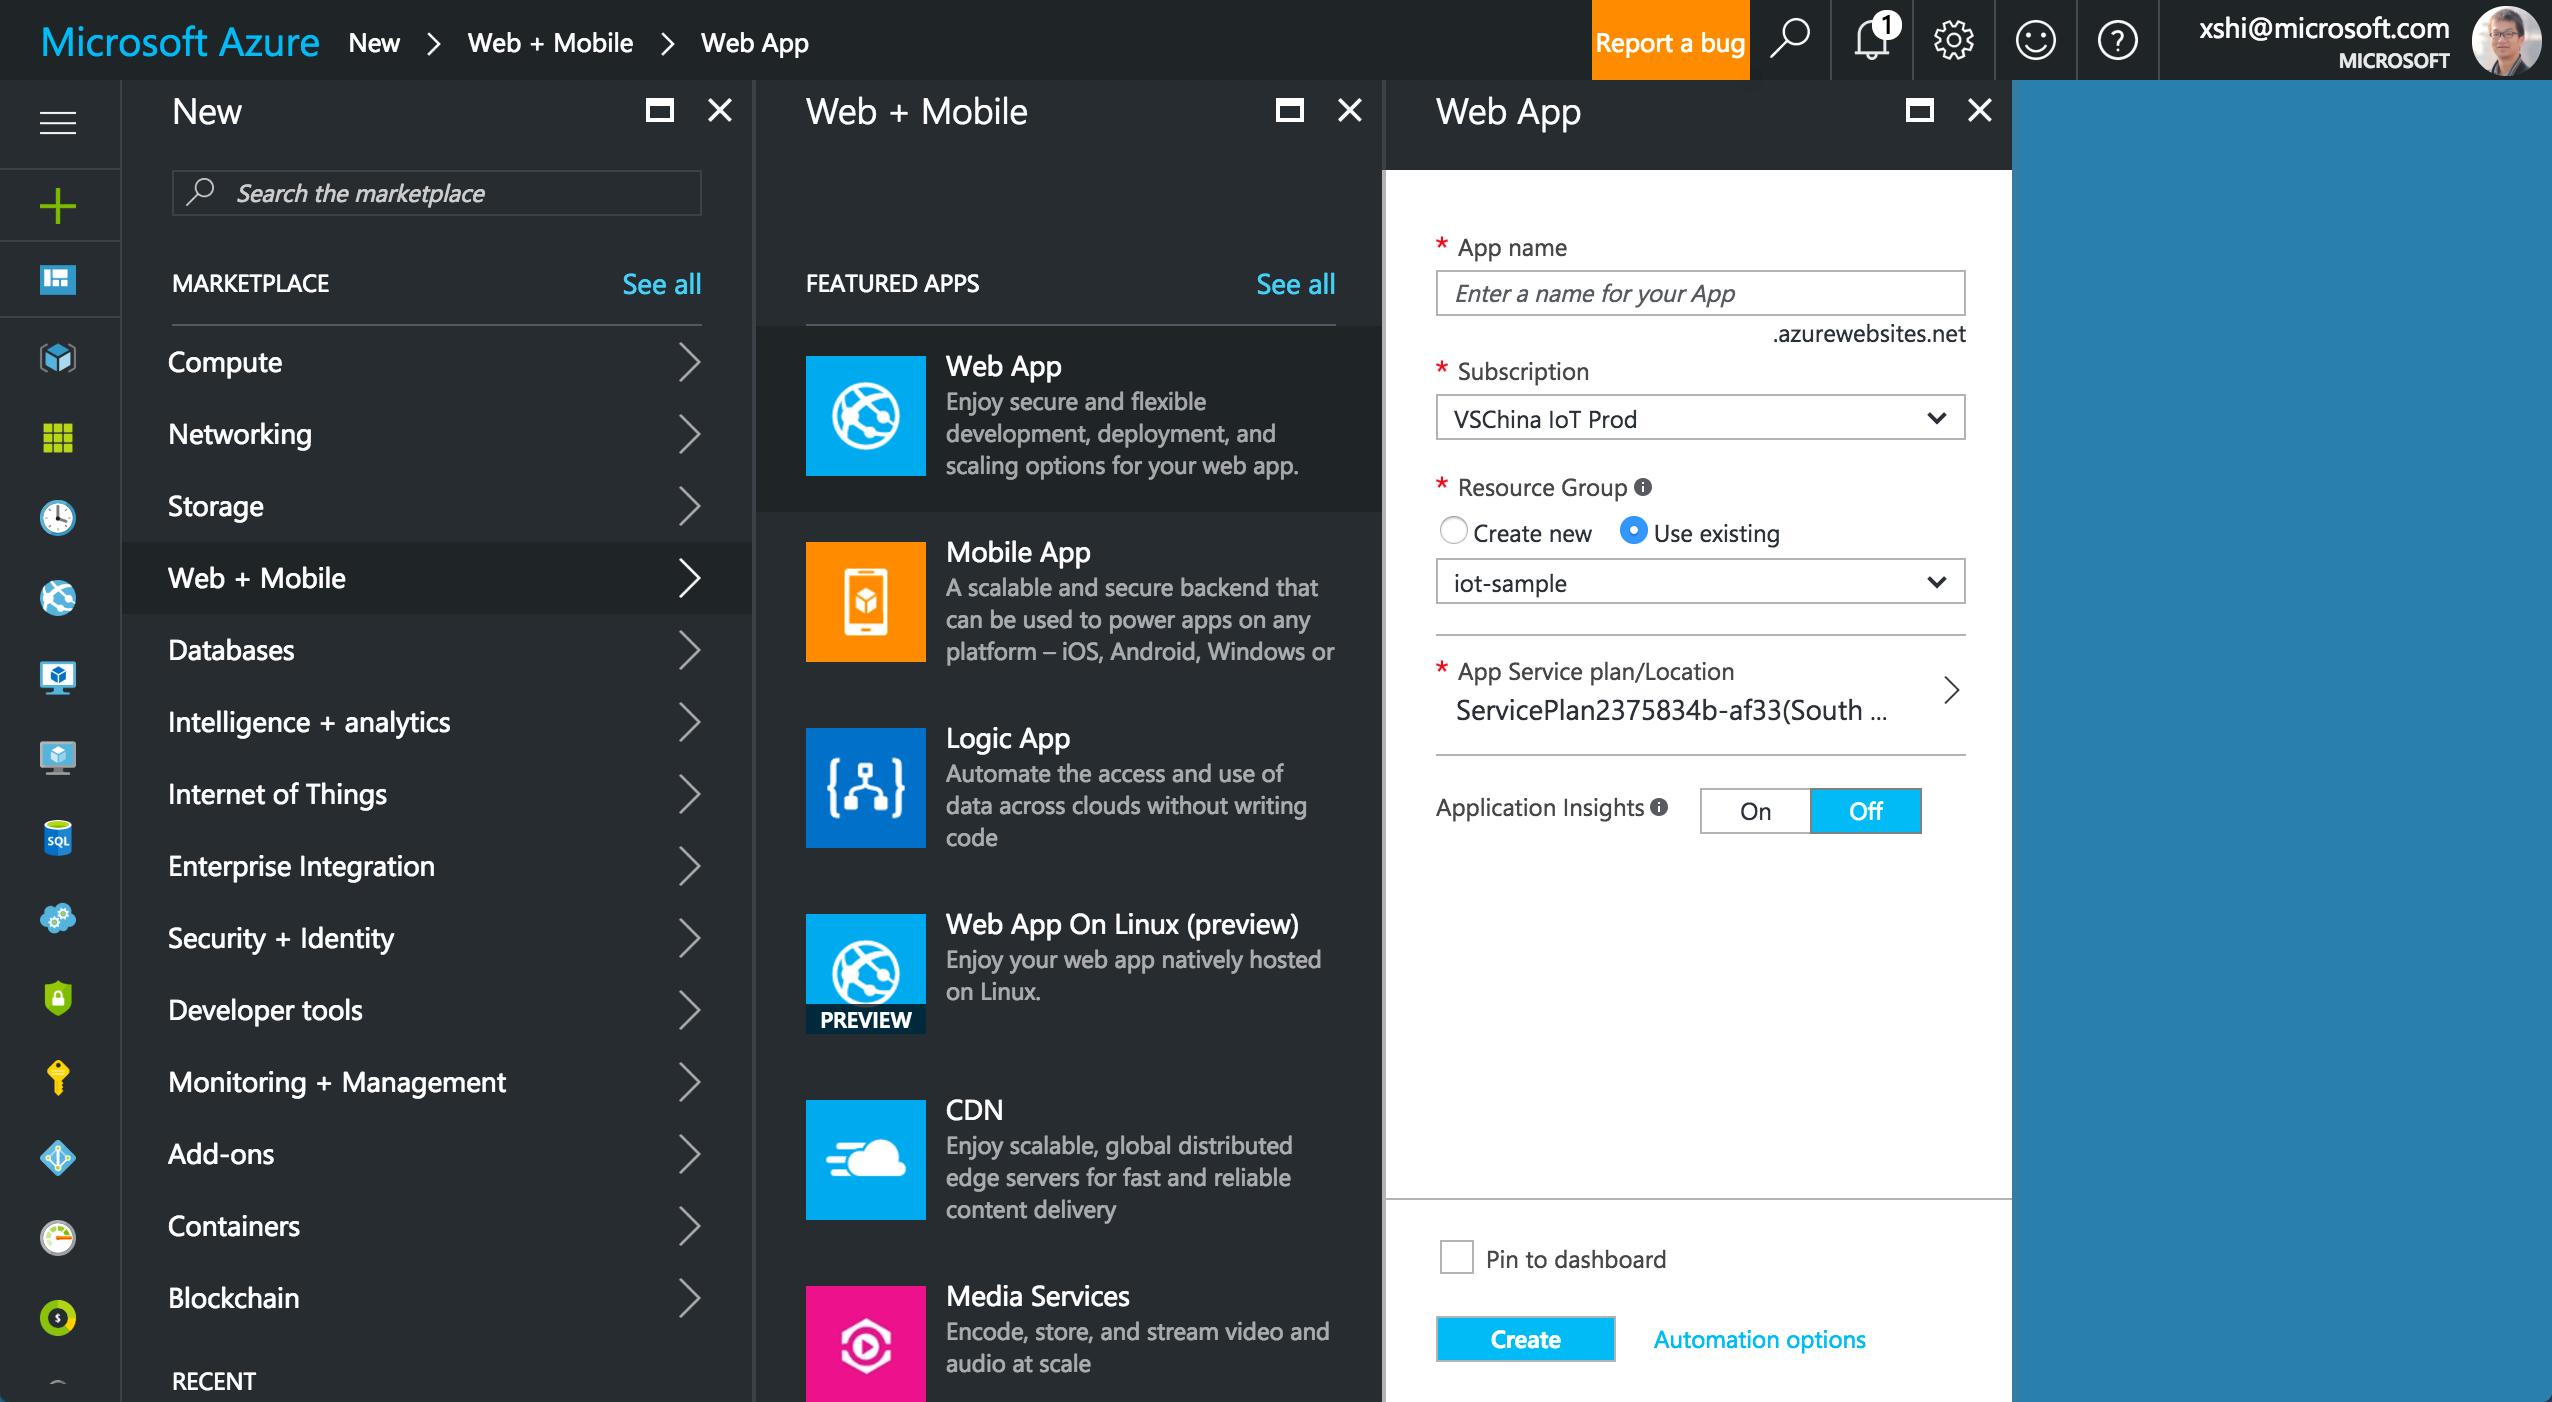 Microsoft Azure New > Web + Mobile > Web App
Report a bug
1
xshi@microsoft.com
MICROSOFT
New
Search the marketplace
MARKETPLACE See all
Compute
Networking
Storage
Web + Mobile
Databases
Intelligence + analytics
Internet of Things
Enterprise Integration
Security + Identity
Developer tools
Monitoring + Management
Add-ons
Containers
Blockchain
RECENT
SQL
Web + Mobile
FEATURED APPS See all
Web App
Enjoy secure and flexible
development, deployment, and
scaling options for your web app.
Mobile App
A scalable and secure backend that
can be used to power apps on any
platform – iOS, Android, Windows or
Logic App
Automate the access and use of
data across clouds without writing
code
Web App On Linux (preview)
Enjoy your web app natively hosted
on Linux.
PREVIEW
CDN
Enjoy scalable, global distributed
edge servers for fast and reliable
content delivery
Media Services
Encode, store, and stream video and
audio at scale
Web App
* App name
Enter a name for your App
.azurewebsites.net
* Subscription
VSChina IoT Prod
* Resource Group
Create new Use existing
iot-sample
* App Service plan/Location
ServicePlan2375834b-af33(South ...
Application Insights On Off
Pin to dashboard
Create Automation options